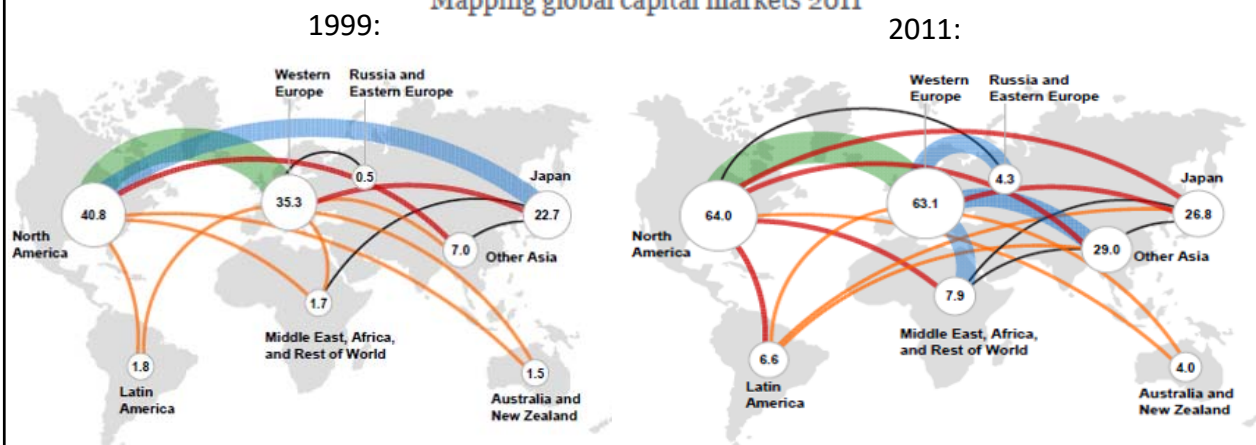 Mapping global capital markets 2011
1999:
2011:
Western
Europe
Russia and
Eastern Europe
0.5
Japan
40.8
35.3
22.7
North
America
7.0
Other Asia
1.7
Middle East, Africa,
and Rest of World
1.8
1.5
Latin
America
Australia and
New Zealand
Western
Europe
Russia and
Eastern Europe
4.3
Japan
64.0
63.1
26.8
North
America
29.0
Other Asia
7.9
Middle East, Africa,
and Rest of World
6.6
4.0
Latin
America
Australia and
New Zealand